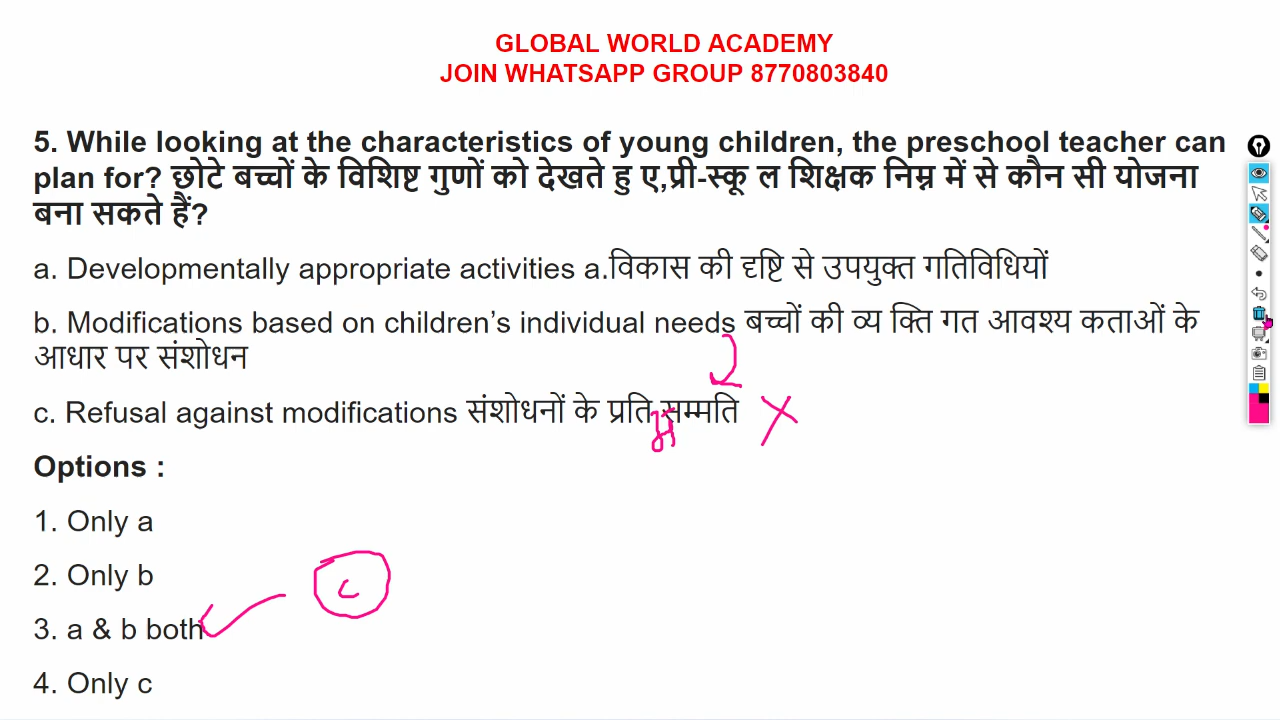 GLOBAL WORLD ACADEMY
JOIN WHATSAPP GROUP 8770803840
5. While looking at the characteristics of young children, the preschool teacher can
plan for? छोटे बच्चों के विशिष्ट गुणों को देखते हु ए,प्री-स्कू ल शिक्षक निम्न में से कौन सी योजना
बना सकते हैं?
a. Developmentally appropriate activities a.विकास की दृष्टि से उपयुक्त गतिविधियों
b. Modifications based on children’s individual needs बच्चों की व्य क्ति गत आवश्य कताओं के
आधार पर संशोधन
c. Refusal against modifications संशोधनों के प्रति सम्मति
Options :
1. Only a
2. Only b
c
3. a & b both
4. Only c